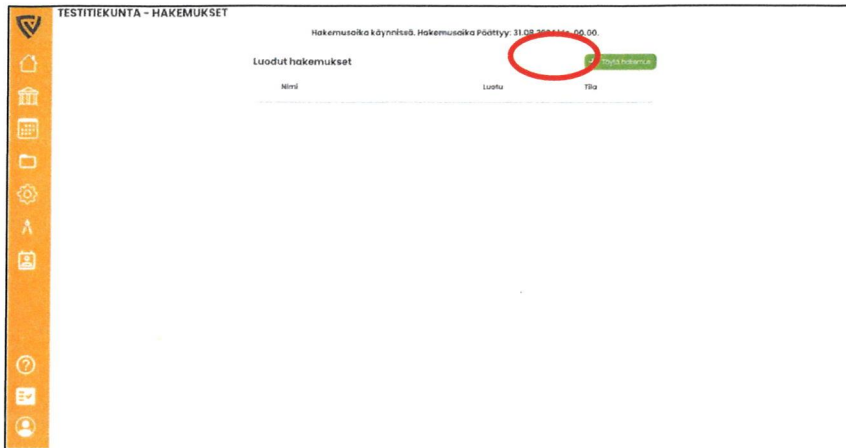 TESTITIEKUNTA - HAKEMUKSET
Hakemusaika käynnissä. Hakemusaika Päättyy: 31.08. 00.00.
Luodut hakemukset
Täytä hakemus
Nimi Luotu Tila